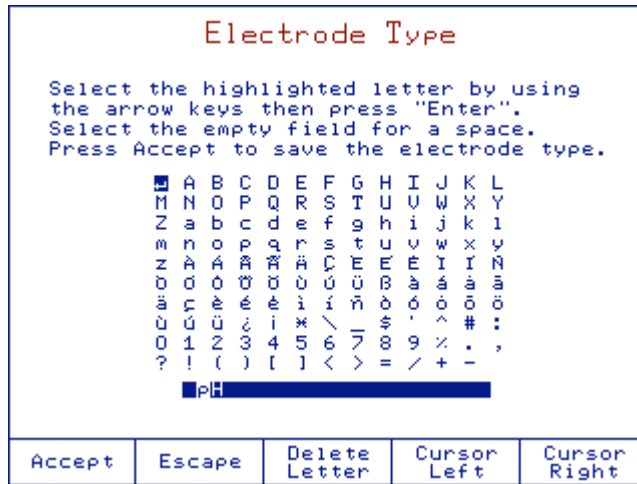 Electrode Type
Select the highlighted letter by using
the arrow keys then press "Enter".
Select the empty field for a space.
Press Accept to save the electrode type.
↵ A B C D E F G H I J K L
M N O P Q R S T U V W X Y
Z a b c d e f g h i j k l
m n o p q r s t u v w x y
z
ù ú ü ¿ ¡ * \ _ $ ' ^ # :
0 1 2 3 4 5 6 7 8 9 % . ,
? ! ( ) [ ] < > = / + -
pH
Accept Escape Delete Letter Cursor Left Cursor Right